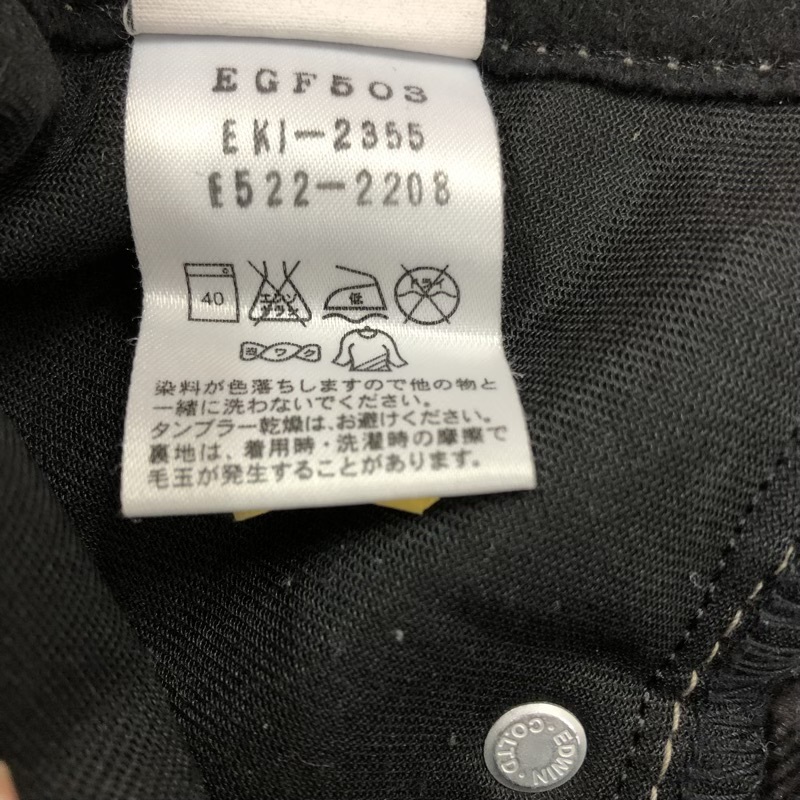 EGF503
EKI-2355
E522-2208
40
エンソ
サラシ
低
ドライ
ヨワク
染料が色落ちしますので他の物と
一緒に洗わないでください。
タンブラー乾燥は、お避けください。
裏地は、着用時・洗濯時の摩擦で
毛玉が発生することがあります。
EDWIN
CO.LTD